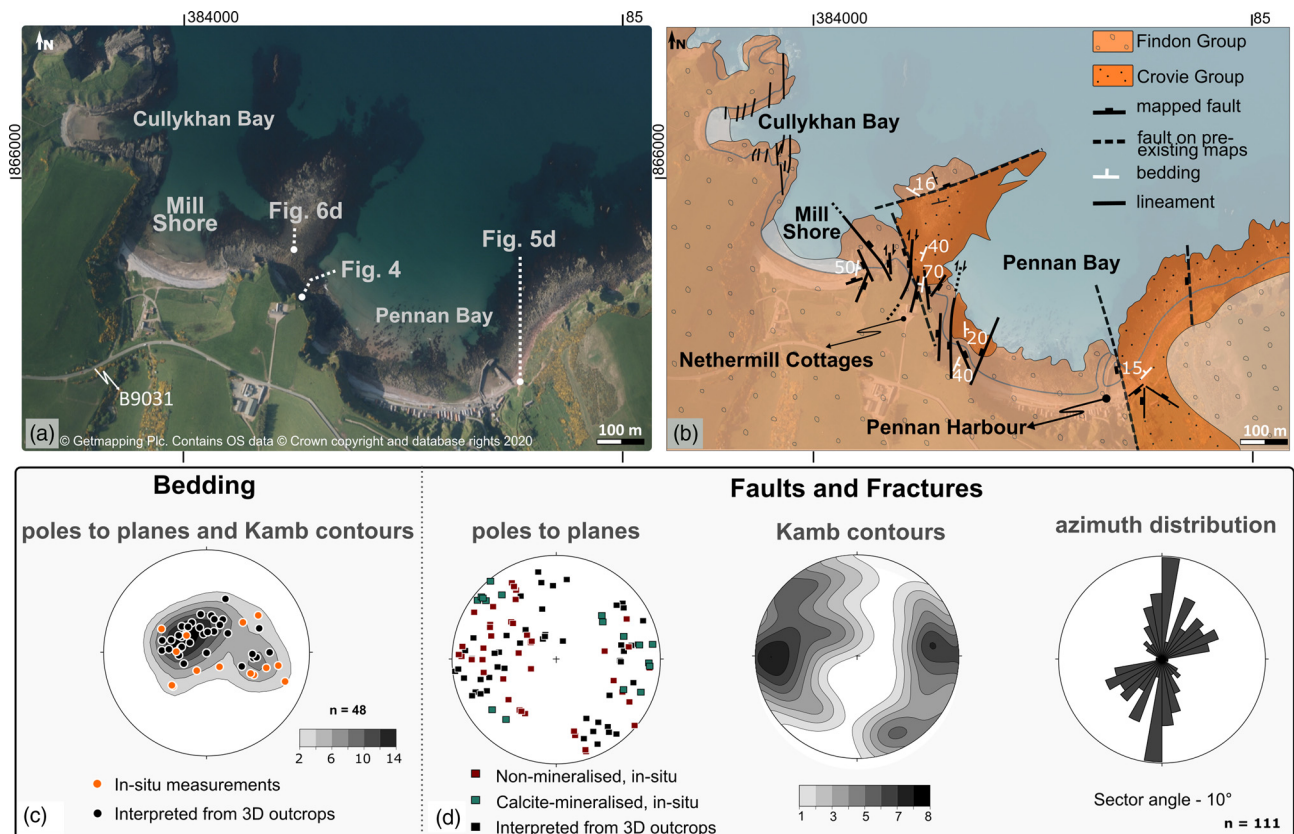 384000
85
866000
N
Cullykhan Bay
Mill
Shore
Fig. 6d
Fig. 5d
Fig. 4
Pennan Bay
B9031
(a)
© Getmapping Plc. Contains OS data © Crown copyright and database rights 2020
100 m
384000
85
866000
N
Findon Group
Crovie Group
mapped fault
fault on pre-
existing maps
bedding
lineament
Cullykhan Bay
16
Mill
Shore
40
50
70
Pennan Bay
Nethermill Cottages
20
40
15
Pennan Harbour
(b)
100 m
Bedding
poles to planes and Kamb contours
n = 48
2 6 10 14
In-situ measurements
Interpreted from 3D outcrops
(c)
Faults and Fractures
poles to planes
Kamb contours
azimuth distribution
Non-mineralised, in-situ
Calcite-mineralised, in-situ
Interpreted from 3D outcrops
(d)
1 3 5 7 8
Sector angle - 10°
n = 111